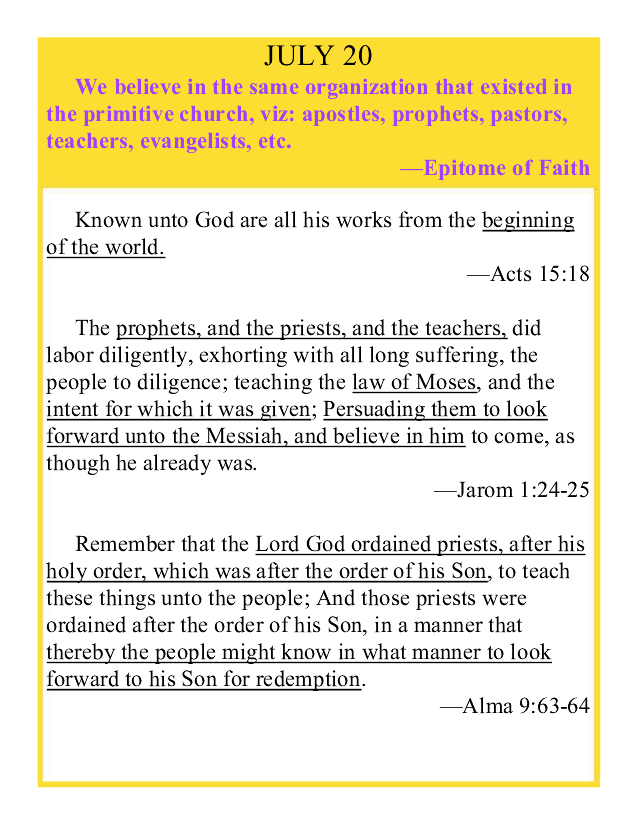 JULY 20
We believe in the same organization that existed in
the primitive church, viz: apostles, prophets, pastors,
teachers, evangelists, etc.
—Epitome of Faith
Known unto God are all his works from the beginning
of the world.
—Acts 15:18
The prophets, and the priests, and the teachers, did
labor diligently, exhorting with all long suffering, the
people to diligence; teaching the law of Moses, and the
intent for which it was given; Persuading them to look
forward unto the Messiah, and believe in him to come, as
though he already was.
—Jarom 1:24-25
Remember that the Lord God ordained priests, after his
holy order, which was after the order of his Son, to teach
these things unto the people; And those priests were
ordained after the order of his Son, in a manner that
thereby the people might know in what manner to look
forward to his Son for redemption.
—Alma 9:63-64